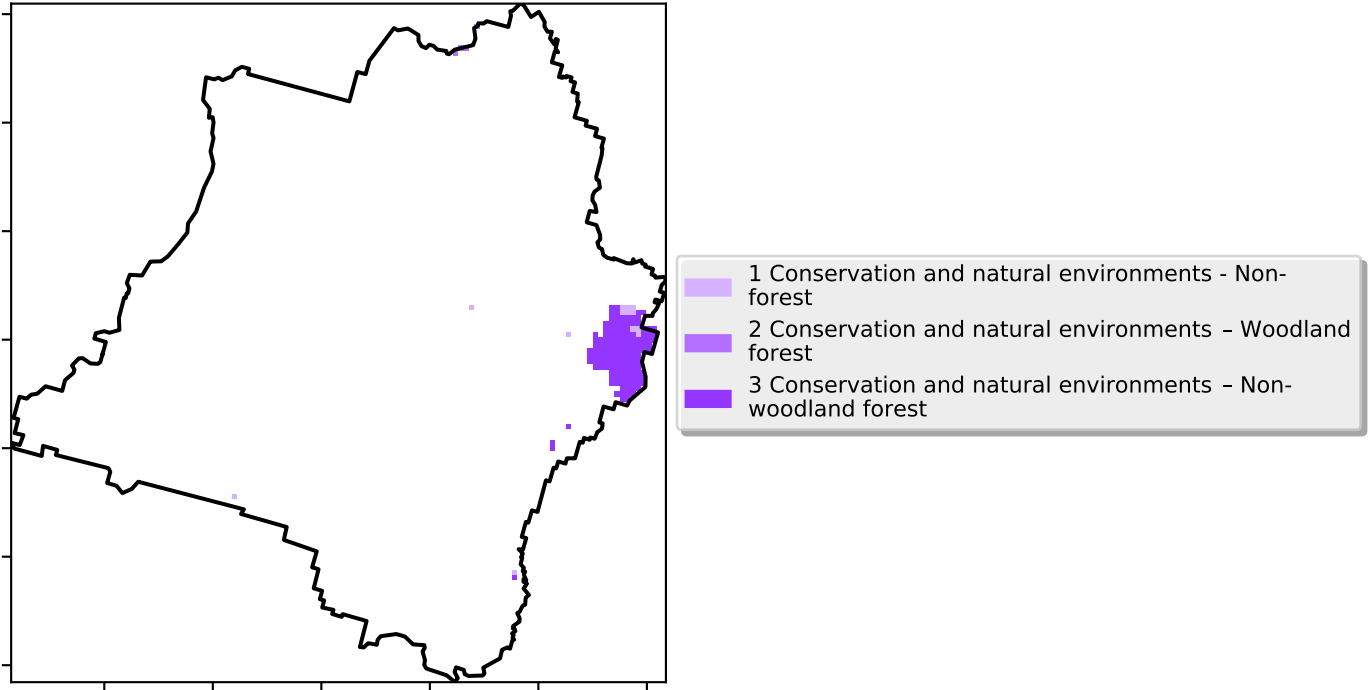 1 Conservation and natural environments - Non-
forest
2 Conservation and natural environments – Woodland
forest
3 Conservation and natural environments – Non-
woodland forest